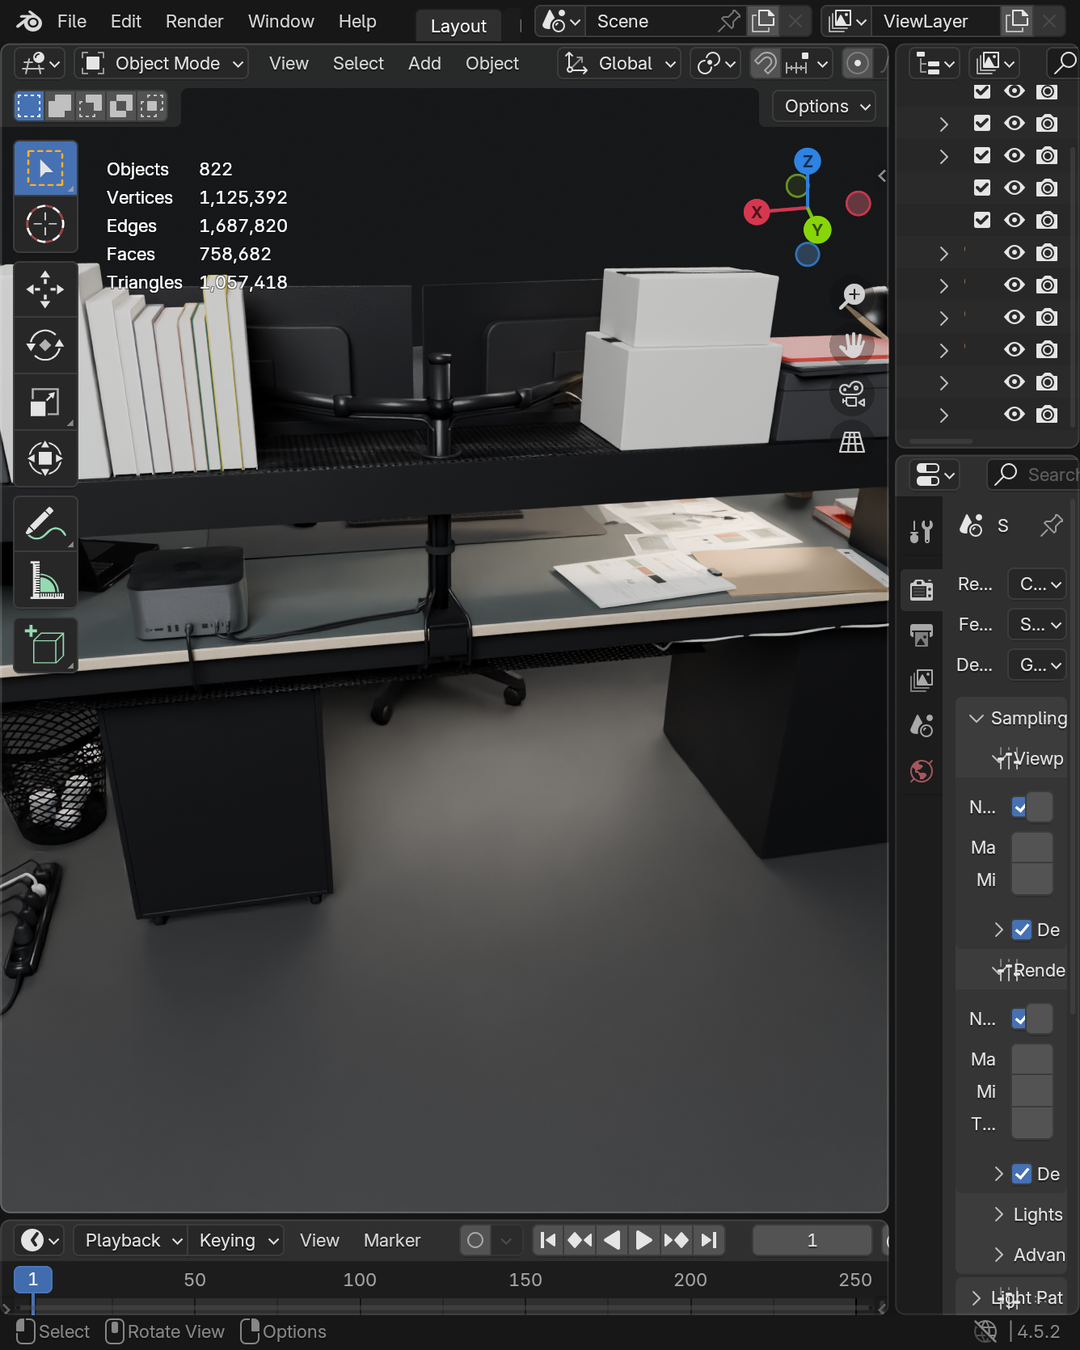 File Edit Render Window Help Layout Scene ViewLayer
Object Mode View Select Add Object Global
Options
Objects 822
Vertices 1,125,392
Edges 1,687,820
Faces 758,682
Triangles 1,057,418
Z
X
Y
Search
S
Re... C...
Fe... S...
De... G...
Sampling
Viewp
N...
Ma
Mi
De
Rende
N...
Ma
Mi
T...
De
Lights
Advan
Light Pat
Playback Keying View Marker 1
1 50 100 150 200 250
Select Rotate View Options 4.5.2